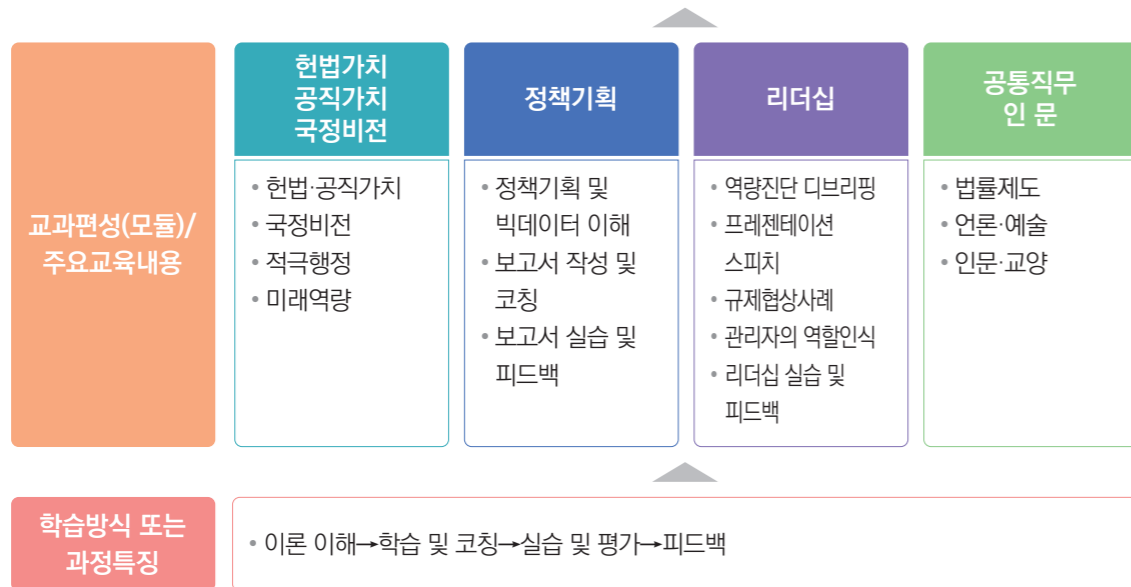 교과편성(모듈)/
주요교육내용
헌법가치
공직가치
국정비전
• 헌법·공직가치
• 국정비전
• 적극행정
• 미래역량
정책기획
• 정책기획 및
빅데이터 이해
• 보고서 작성 및
코칭
• 보고서 실습 및
피드백
리더십
• 역량진단 디브리핑
• 프레젠테이션
스피치
• 규제협상사례
• 관리자의 역할인식
• 리더십 실습 및
피드백
공통직무
인 문
• 법률제도
• 언론·예술
• 인문·교양
학습방식 또는
과정특징
• 이론 이해→학습 및 코칭→실습 및 평가→피드백